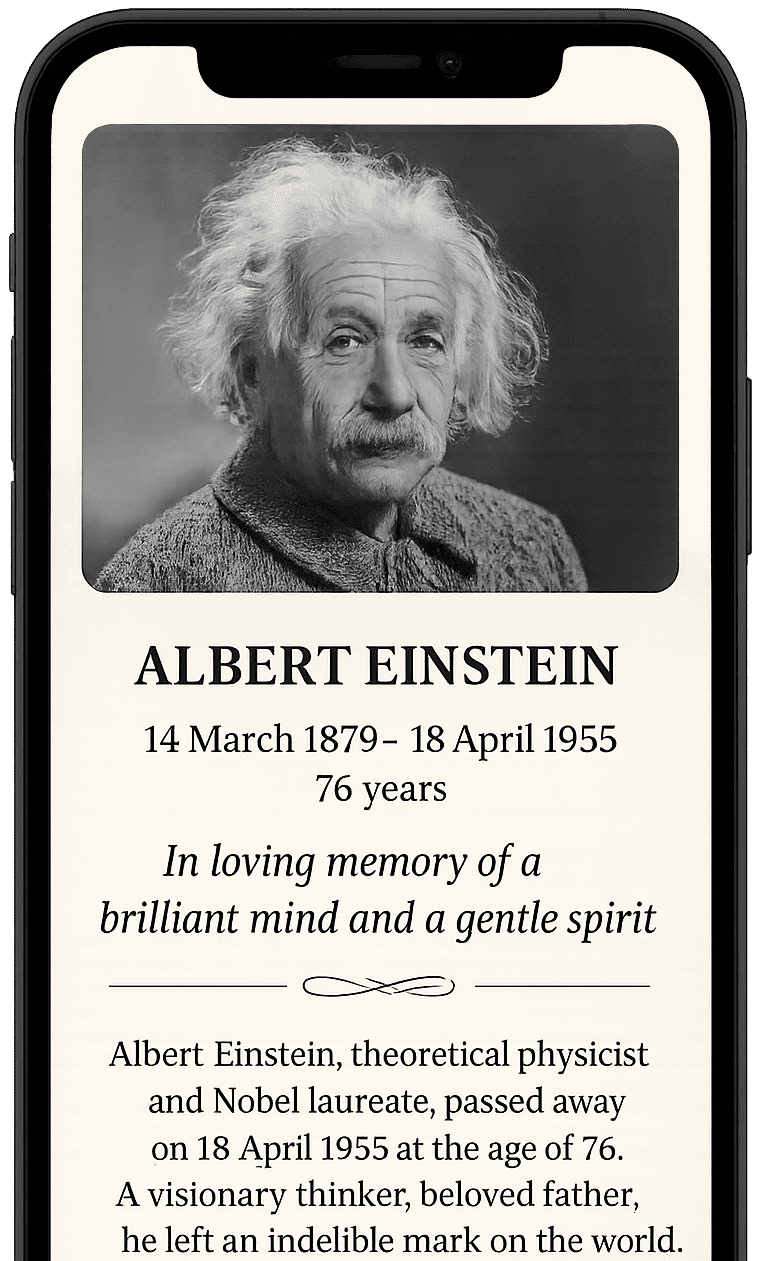 ALBERT EINSTEIN
14 March 1879– 18 April 1955
76 years
In loving memory of a
brilliant mind and a gentle spirit
Albert Einstein, theoretical physicist
and Nobel laureate, passed away
on 18 April 1955 at the age of 76.
A visionary thinker, beloved father,
he left an indelible mark on the world.